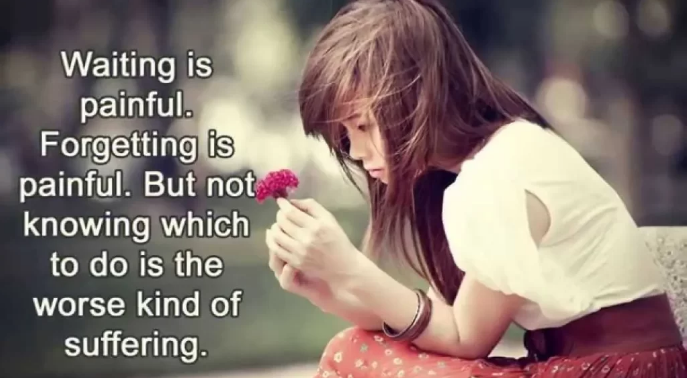 Waiting is
painful.
Forgetting is
painful. But not
knowing which
to do is the
worse kind of
suffering.